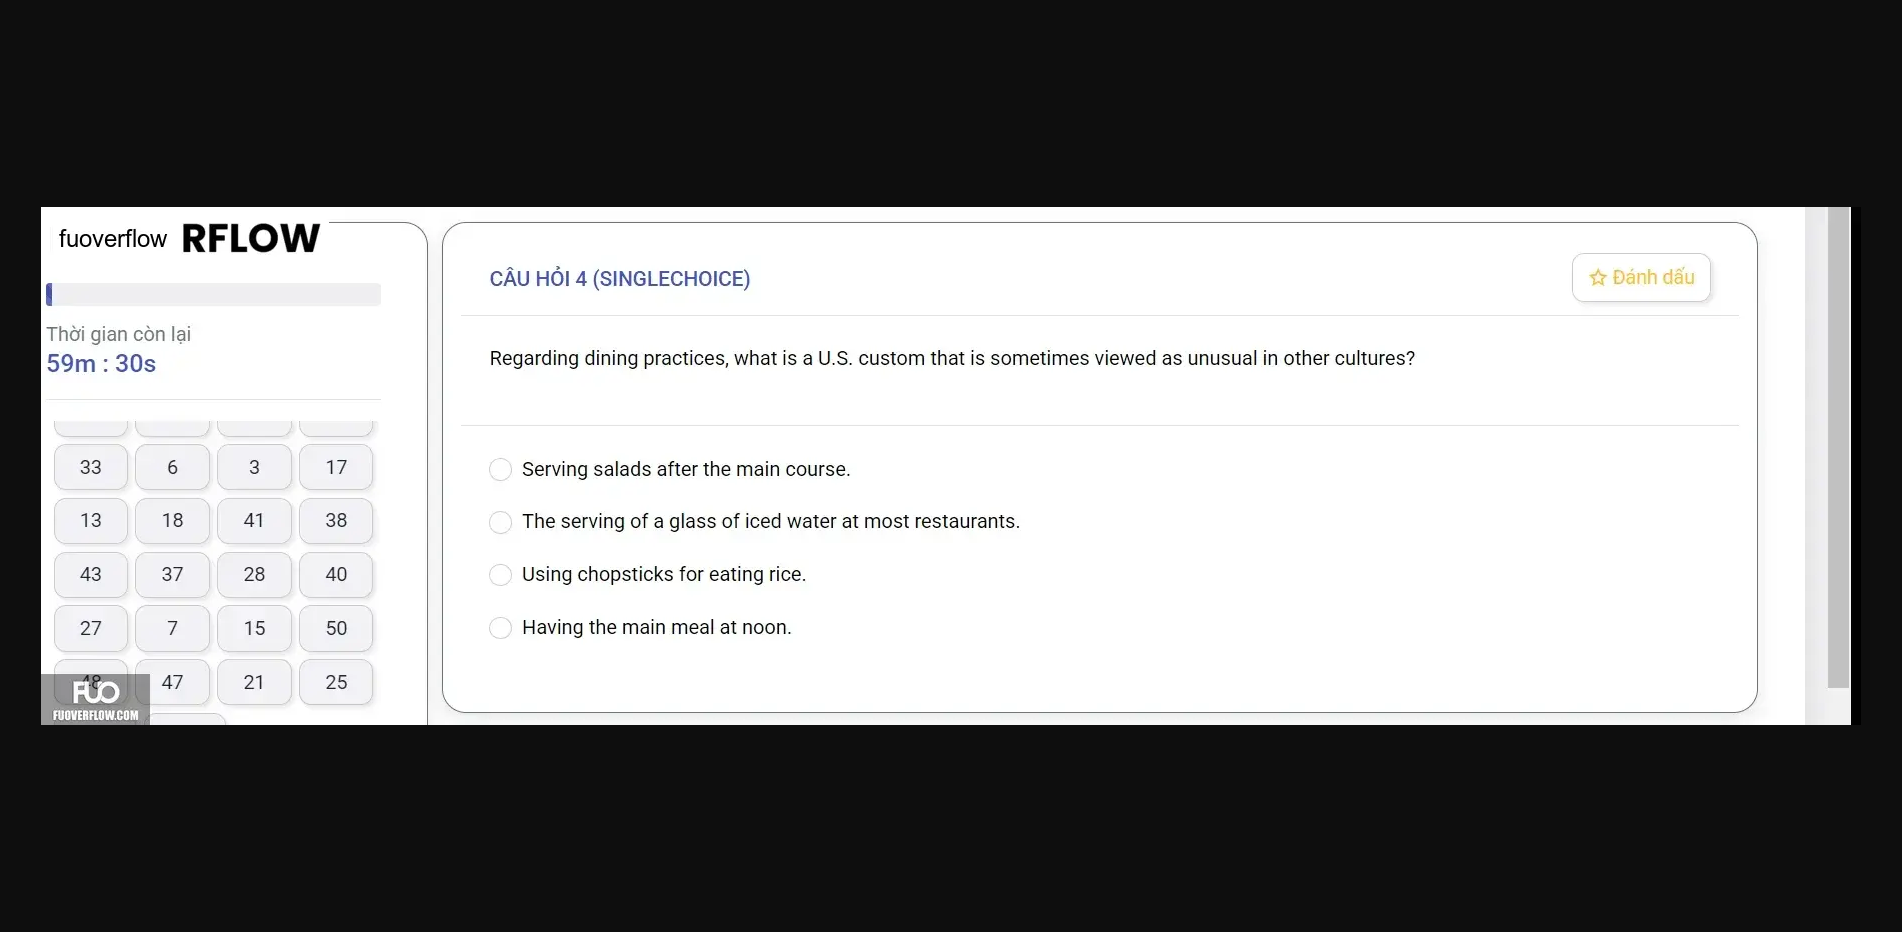 fuoverflow RFLOW
Thời gian còn lại
59m : 30s
33 6 3 17
13 18 41 38
43 37 28 40
27 7 15 50
48 47 21 25
FUO
FUOVERFLOW.COM
CÂU HỎI 4 (SINGLECHOICE)
Đánh dấu
Regarding dining practices, what is a U.S. custom that is sometimes viewed as unusual in other cultures?
Serving salads after the main course.
The serving of a glass of iced water at most restaurants.
Using chopsticks for eating rice.
Having the main meal at noon.